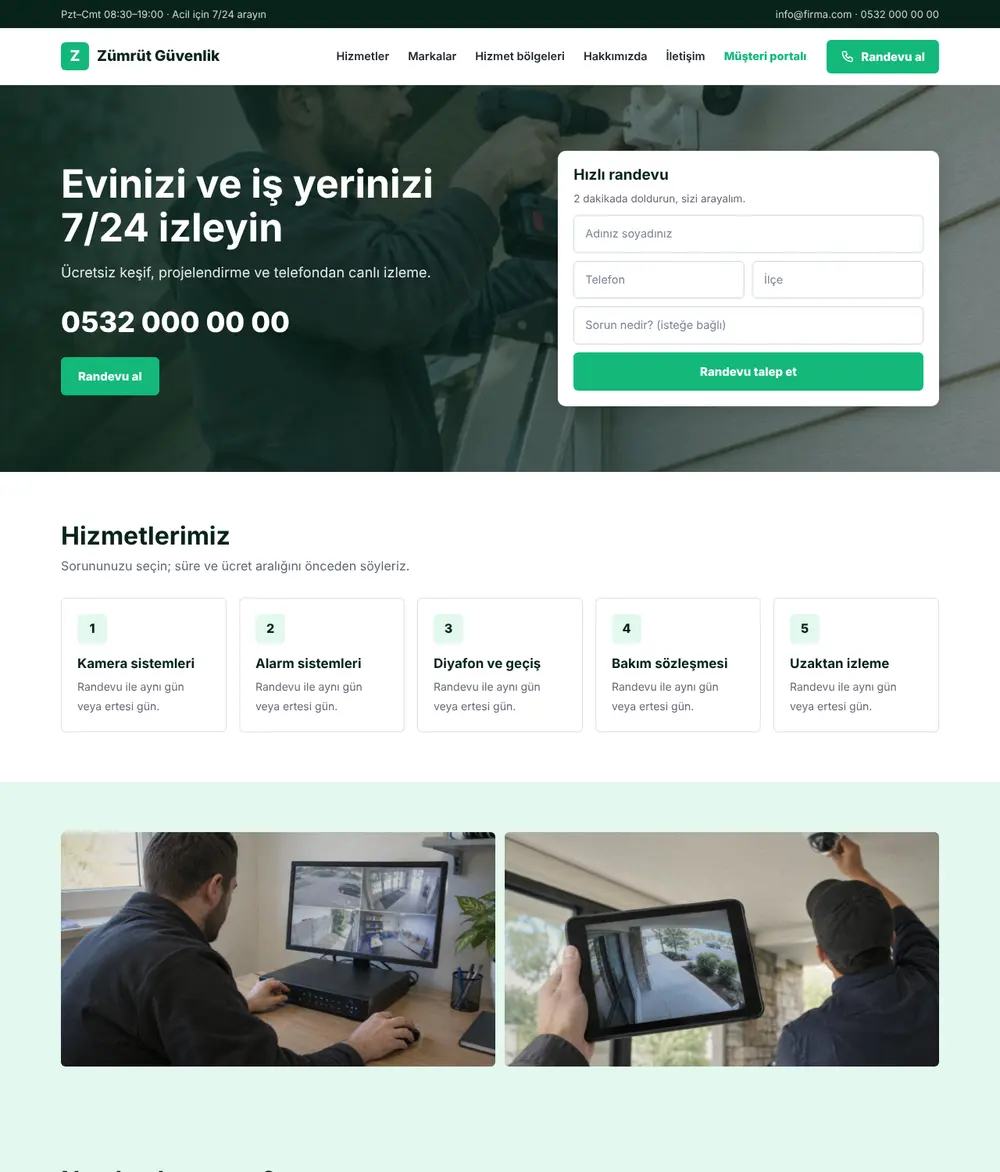 Pzt–Cmt 08:30–19:00 · Acil için 7/24 arayın
info@firma.com · 0532 000 00 00
Z Zümrüt Güvenlik
Hizmetler Markalar Hizmet bölgeleri Hakkımızda İletişim Müşteri portalı Randevu al
Evinizi ve iş yerinizi
7/24 izleyin
Ücretsiz keşif, projelendirme ve telefondan canlı izleme.
0532 000 00 00
Randevu al
Hızlı randevu
2 dakikada doldurun, sizi arayalım.
Adınız soyadınız
Telefon İlçe
Sorun nedir? (isteğe bağlı)
Randevu talep et
Hizmetlerimiz
Sorununuzu seçin; süre ve ücret aralığını önceden söyleriz.
1
Kamera sistemleri
Randevu ile aynı gün
veya ertesi gün.
2
Alarm sistemleri
Randevu ile aynı gün
veya ertesi gün.
3
Diyafon ve geçiş
Randevu ile aynı gün
veya ertesi gün.
4
Bakım sözleşmesi
Randevu ile aynı gün
veya ertesi gün.
5
Uzaktan izleme
Randevu ile aynı gün
veya ertesi gün.